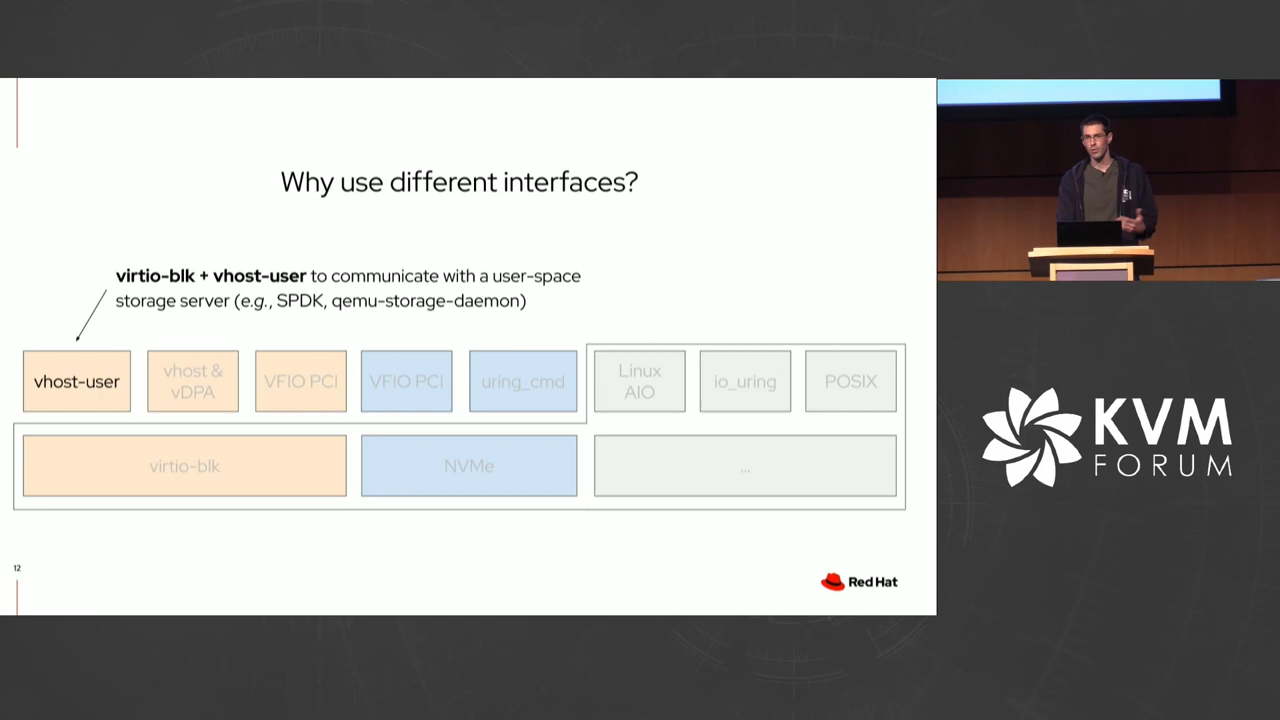 Why use different interfaces?
virtio-blk + vhost-user to communicate with a user-space
storage server (e.g., SPDK, qemu-storage-daemon)
vhost-user
vhost &
vDPA
VFIO PCI
VFIO PCI
uring_cmd
Linux
AIO
io_uring
POSIX
virtio-blk
NVMe
...
12
Red Hat
KVM
FORUM